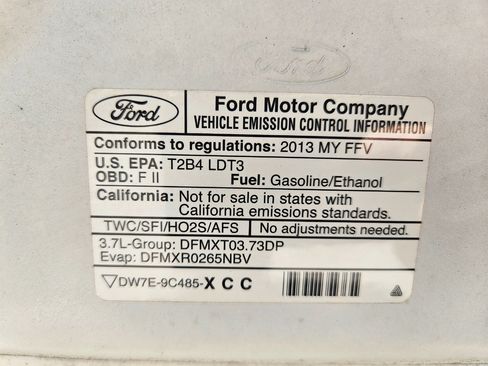 Ford
Ford
Ford Motor Company
VEHICLE EMISSION CONTROL INFORMATION
Conforms to regulations: 2013 MY FFV
U.S. EPA: T2B4 LDT3
OBD: F II Fuel: Gasoline/Ethanol
California: Not for sale in states with
California emissions standards.
TWC/SFI/HO2S/AFS No adjustments needed.
3.7L-Group: DFMXT03.73DP
Evap: DFMXR0265NBV
DW7E-9C485-X C C